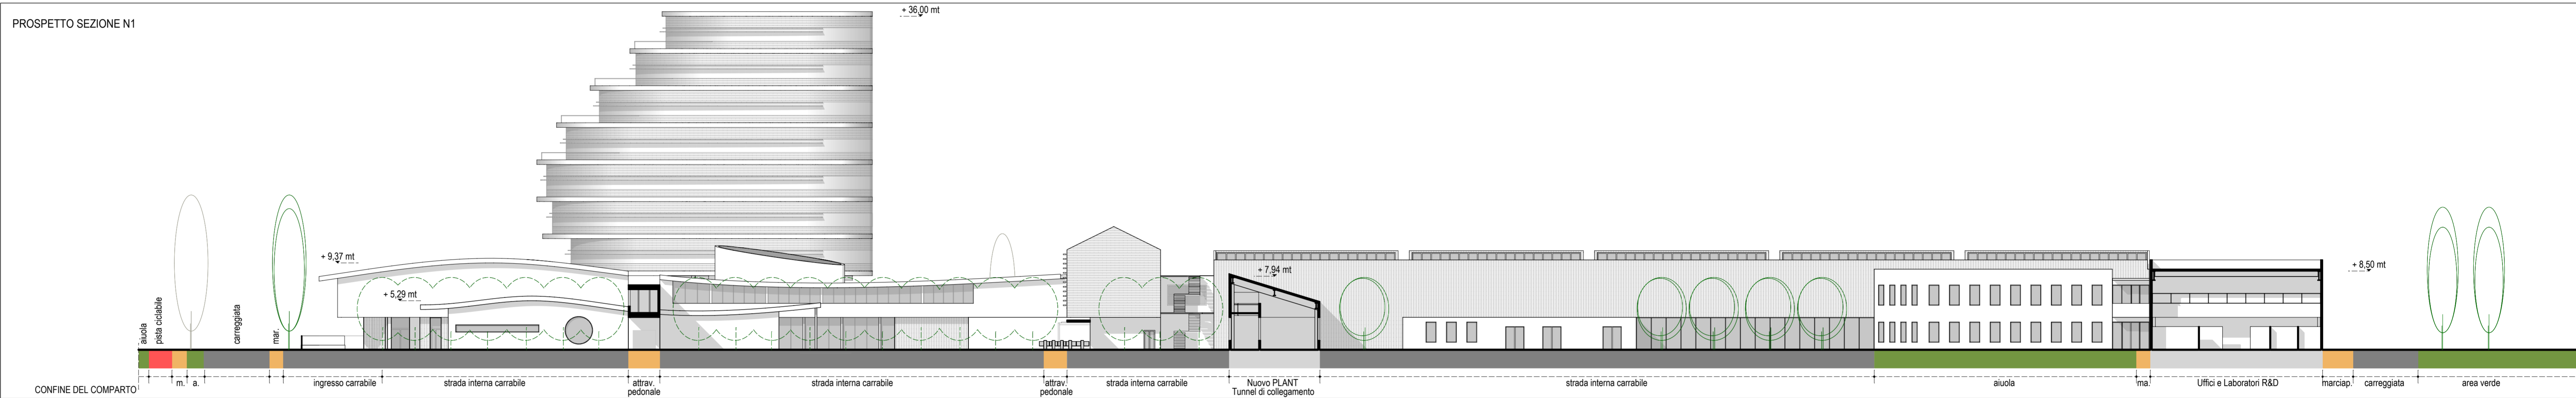 PROSPETTO SEZIONE N1
+ 36,00 mt
+ 9,37 mt
+ 5,29 mt
+ 7,94 mt
+ 8,50 mt
aiuola
pista ciclabile
carreggiata
mar.
CONFINE DEL COMPARTO
m.
a.
ingresso carrabile
strada interna carrabile
attrav.
pedonale
strada interna carrabile
attrav.
pedonale
strada interna carrabile
Nuovo PLANT
Tunnel di collegamento
strada interna carrabile
aiuola
ma.
Uffici e Laboratori R&D
marciap.
carreggiata
area verde